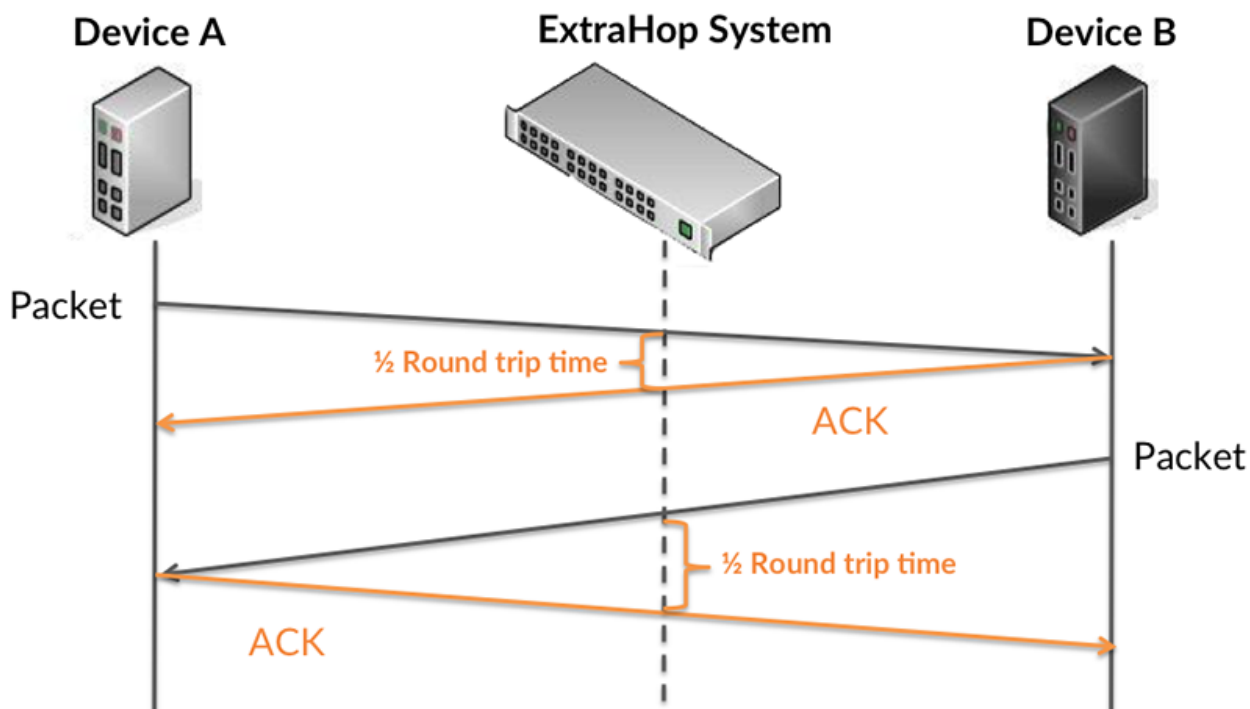 Device A
ExtraHop System
Device B
Packet
½ Round trip time
ACK
Packet
½ Round trip time
ACK